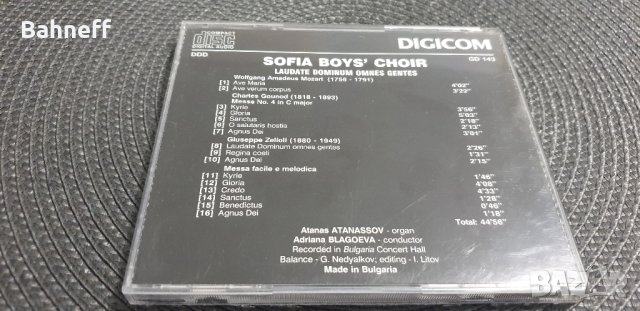 Bahneff
COMPACT
DISC
DIGITAL AUDIO
DIGICOM
DDD
SOFIA BOYS' CHOIR
CD 143
LAUDATE DOMINUM OMNES GENTES
Wolfgang Amadeus Mozart (1756 - 1791)
[1] Ave Maria 4'02"
[2] Ave verum corpus 3'22"
Charles Gounod (1818 - 1893)
Messe No. 4 in C major
[3] Kyrie 3'56"
[4] Gloria 5'03"
[5] Sanctus 2'18"
[6] O salutaris hostia 2'13"
[7] Agnus Dei 3'01"
Giuseppe Zelioli (1880 - 1949)
[8] Laudate Dominum omnes gentes 2'26"
[9] Regina coeli 1'31"
[10] Agnus Dei 2'15"
Messa facile e melodica
[11] Kyrie 1'46"
[12] Gloria 4'08"
[13] Credo 4'33"
[14] Sanctus 1'28"
[15] Benedictus 0'46"
[16] Agnus Dei 1'18"
Total: 44'56"
Atanas ATANASSOV - organ
Adriana BLAGOEVA - conductor
Recorded in Bulgaria Concert Hall
Balance - G. Nedyalkov; editing - I. Litov
Made in Bulgaria